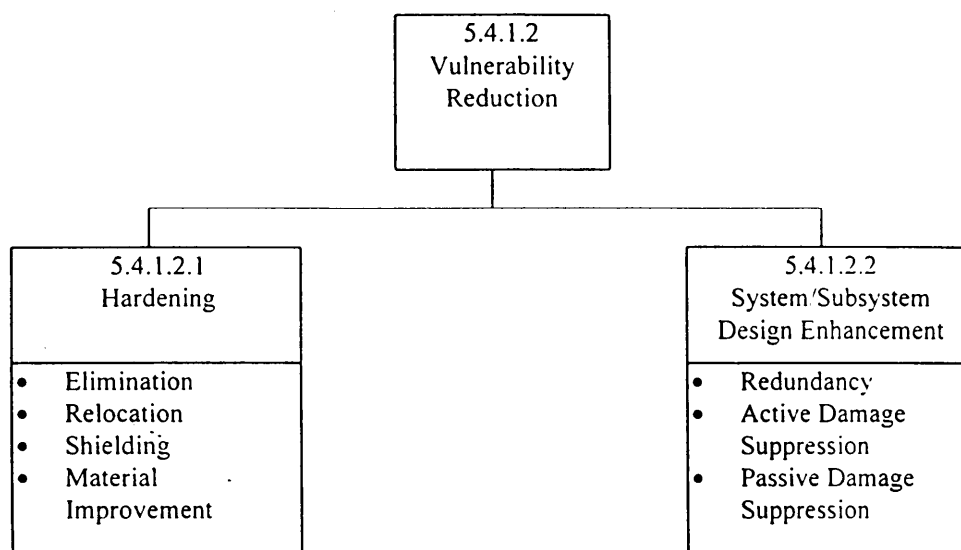 5.4.1.2
Vulnerability
Reduction
5.4.1.2.1
Hardening
• Elimination
• Relocation
• Shielding
• Material
Improvement
5.4.1.2.2
System/Subsystem
Design Enhancement
• Redundancy
• Active Damage
Suppression
• Passive Damage
Suppression